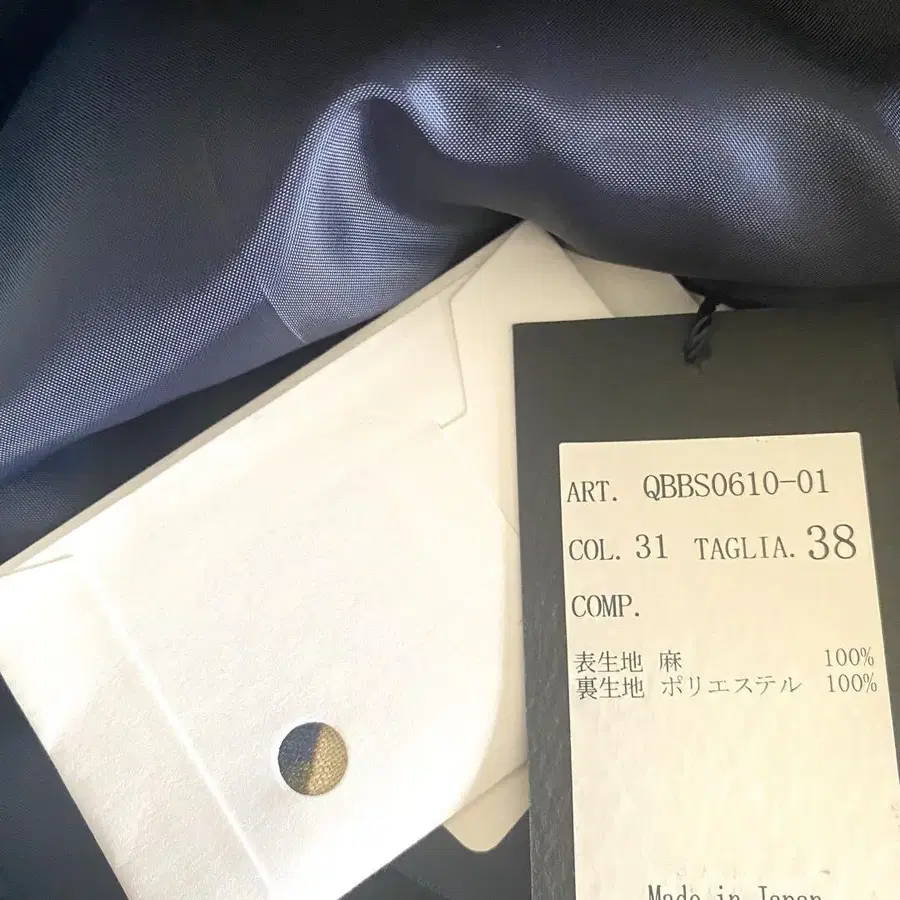 ART. QBBS0610-01
COL. 31 TAGLIA. 38
COMP.
表生地 麻 100%
裏生地 ポリエステル 100%
Made in Japan